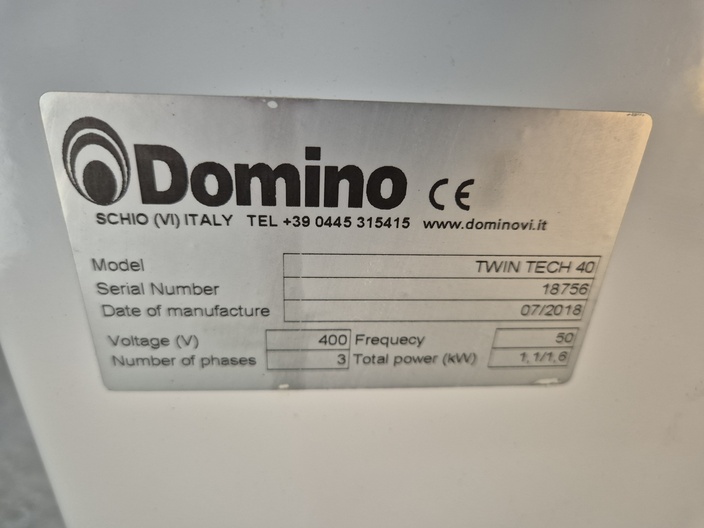 Domino CE
SCHIO (VI) ITALY TEL +39 0445 315415 www.dominovi.it
Model TWIN TECH 40
Serial Number 18756
Date of manufacture 07/2018
Voltage (V) 400 Frequecy 50
Number of phases 3 Total power (kW) 1,1/1,6